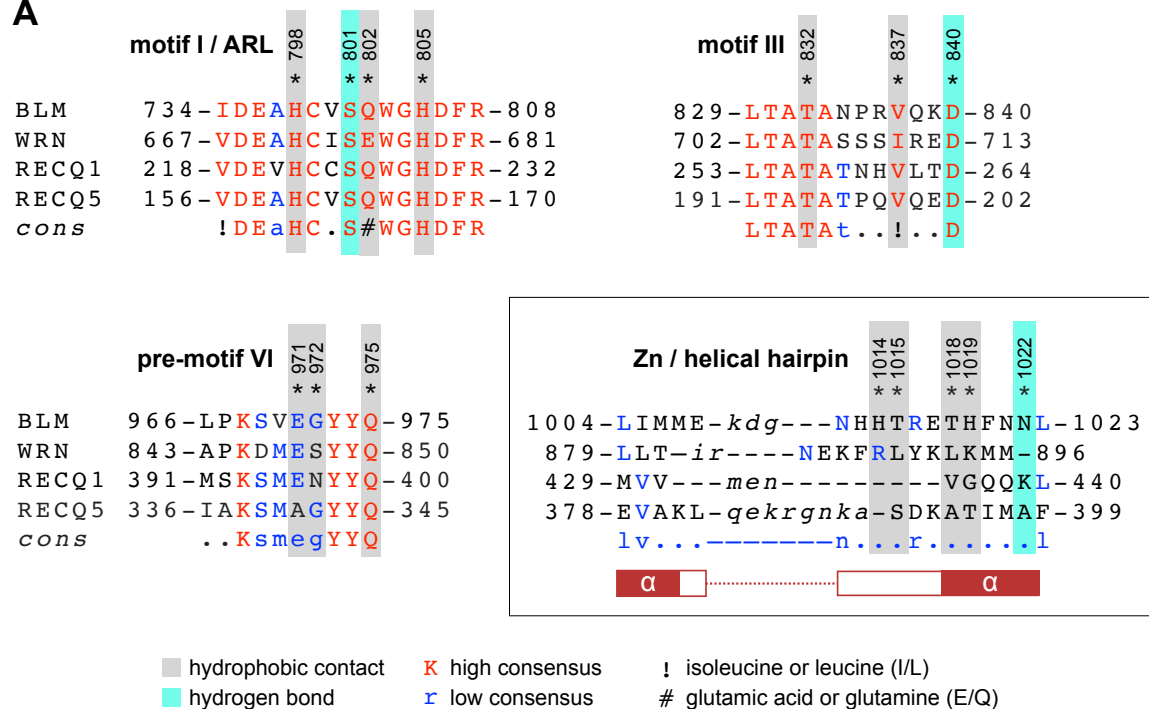 A
motif I / ARL
* 798
* 801
* 802
* 805
BLM 734-IDEAHCVSQWGHDFR-808
WRN 667-VDEAHCISEWGHDFR-681
RECQ1 218-VDEVHCCSQWGHDFR-232
RECQ5 156-VDEAHCVSQWGHDFR-170
cons !DEaHC.S#WGHDFR
motif III
* 832
* 837
* 840
829-LTATANPRVQKD-840
702-LTATASSSIRED-713
253-LTATATNHVLTD-264
191-LTATATPQVQED-202
LTATAt..!..D
pre-motif VI
* 971
* 972
* 975
BLM 966-LPKSVEGYYQ-975
WRN 843-APKDMESYYQ-850
RECQ1 391-MSKSMENYYQ-400
RECQ5 336-IAKSMAGYYQ-345
cons ..KsmegYYQ
Zn / helical hairpin
* 1014
* 1015
* 1018
* 1019
* 1022
1004-LIMME-kdg---NHHTRETHFNNL-1023
879-LLT-ir----NEKFRLYKLKMM-896
429-MVV---men---------VGQQKL-440
378-EVAKL-qekrgnka-SDKATIMAF-399
lv...-------n...r......l
α α
hydrophobic contact
hydrogen bond
K high consensus
r low consensus
! isoleucine or leucine (I/L)
# glutamic acid or glutamine (E/Q)